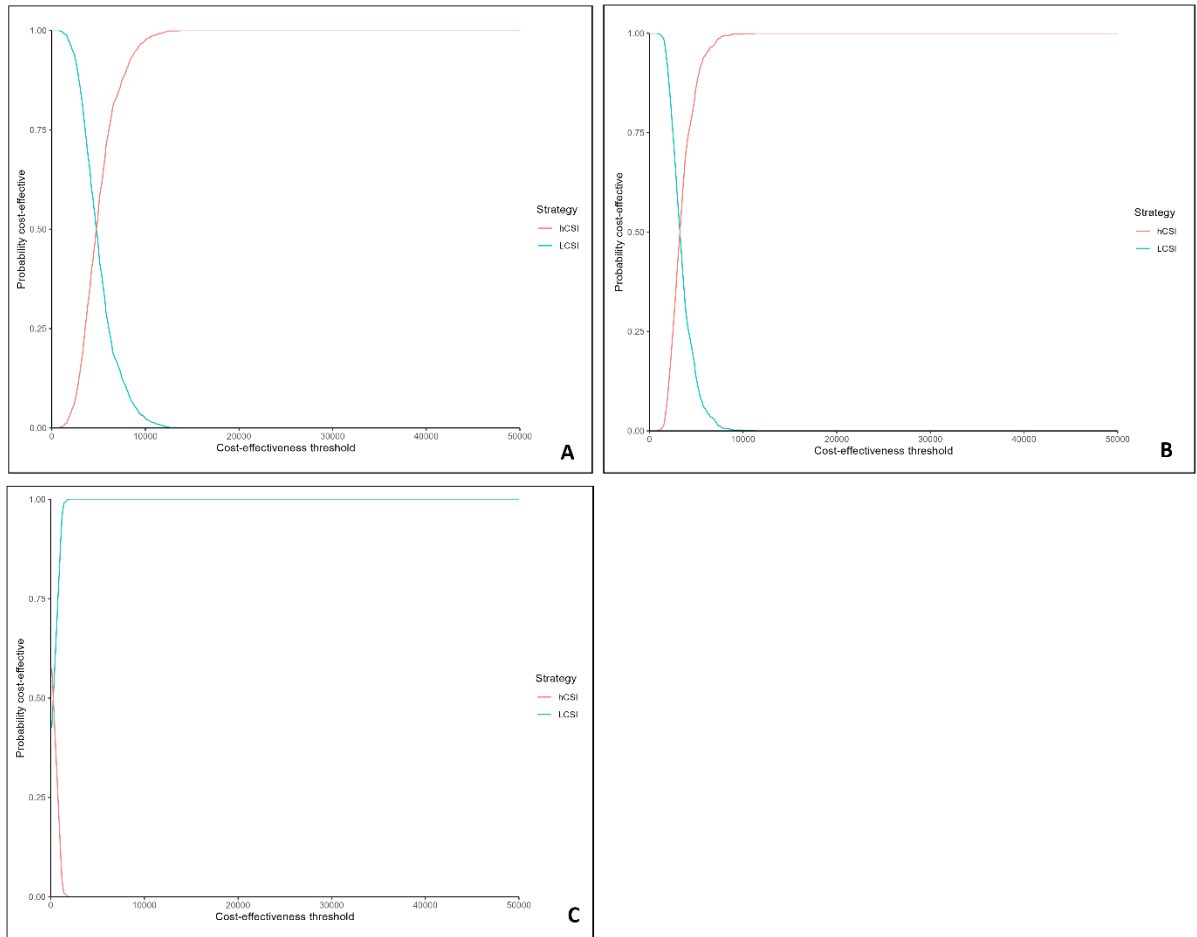 1.00
0.75
0.50
0.25
0.00
Probability cost-effective
0
10000
20000
30000
40000
50000
Cost-effectiveness threshold
Strategy
hCSI
LCSI
A
1.00
0.75
0.50
0.25
0.00
Probability cost-effective
0
10000
20000
30000
40000
50000
Cost-effectiveness threshold
Strategy
hCSI
LCSI
B
1.00
0.75
0.50
0.25
0.00
Probability cost-effective
0
10000
20000
30000
40000
50000
Cost-effectiveness threshold
Strategy
hCSI
LCSI
C